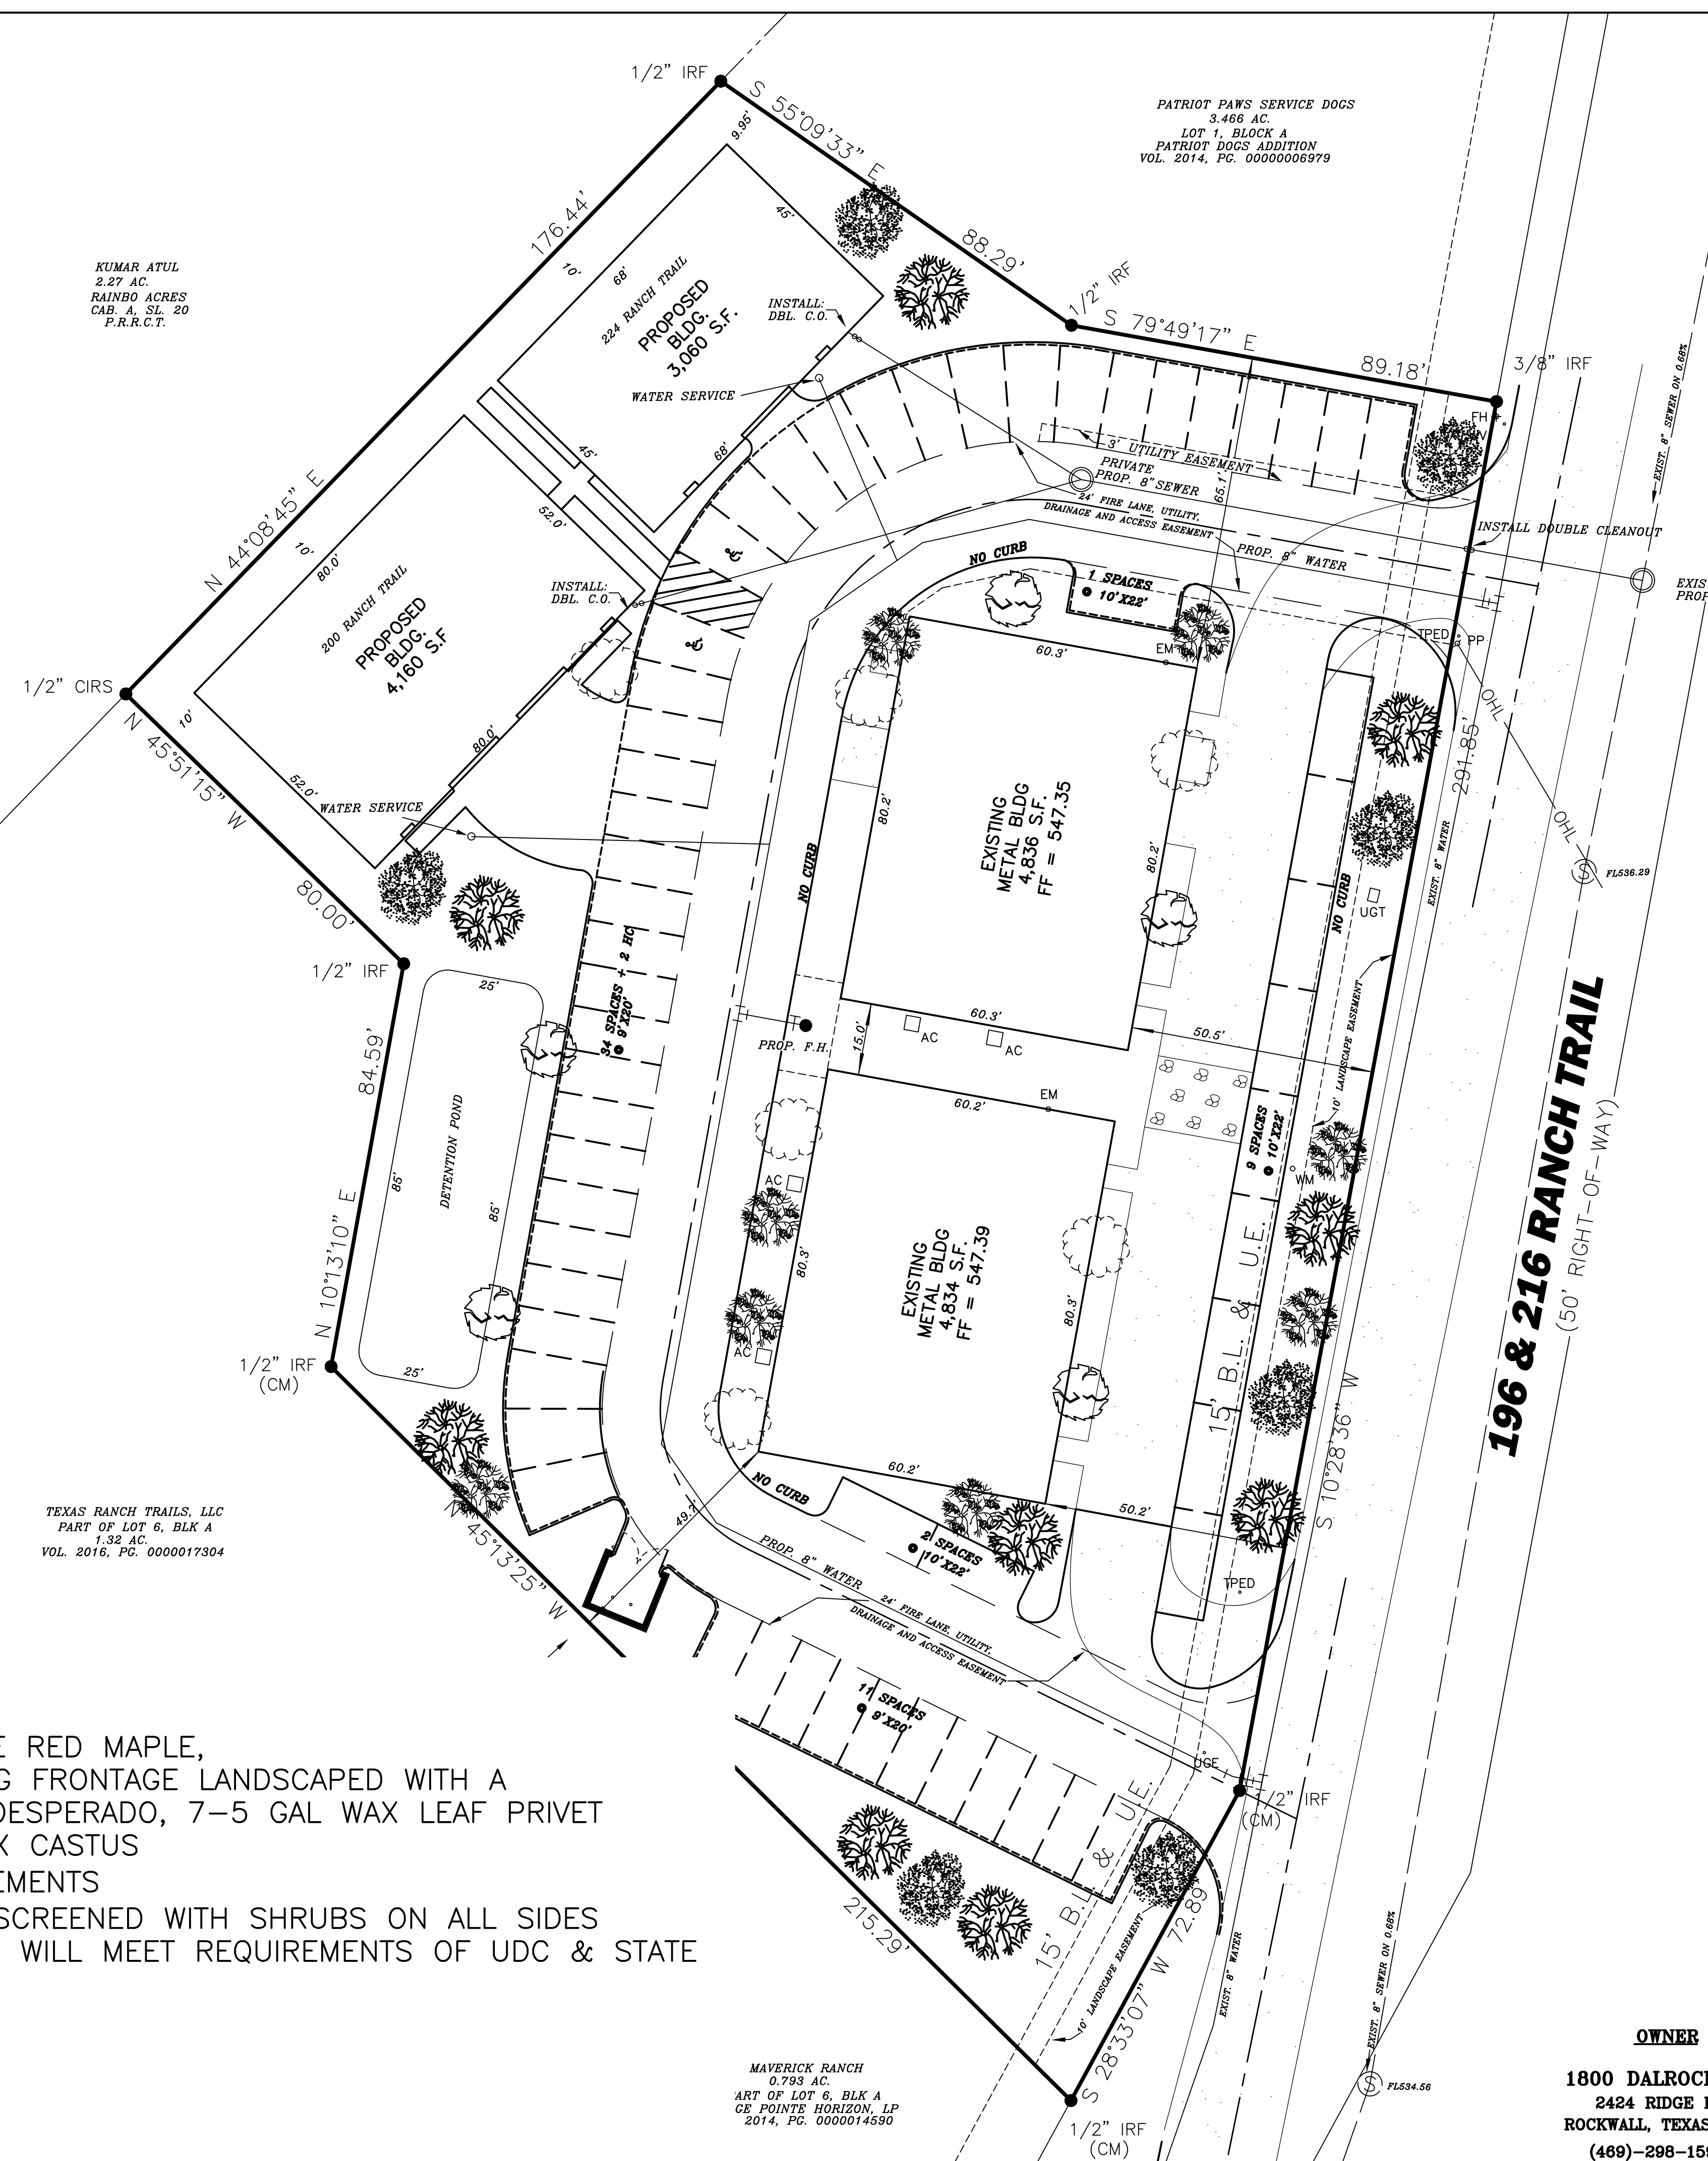 1/2" IRF
S 55°09'33" E
88.29'
PATRIOT PAWS SERVICE DOGS
3.466 AC.
LOT 1, BLOCK A
PATRIOT DOGS ADDITION
VOL. 2014, PG. 00000006979
9.95'
176.44'
N 44°08'45" E
KUMAR ATUL
2.27 AC.
RAINBO ACRES
CAB. A, SL. 20
P.R.R.C.T.
45'
10'
68'
224 RANCH TRAIL
PROPOSED
BLDG.
3,060 S.F.
45'
68'
INSTALL:
DBL. C.O.
WATER SERVICE
1/2" IRF
S 79°49'17" E
89.18'
3/8" IRF
FH
EXIST. 8" SEWER ON 0.68%
3' UTILITY EASEMENT
PRIVATE
PROP. 8" SEWER
65.1'
24' FIRE LANE, UTILITY,
DRAINAGE AND ACCESS EASEMENT
PROP. 8" WATER
INSTALL DOUBLE CLEANOUT
EXIS
PROP
NO CURB
1 SPACES
@ 10'X22'
EM
TPED
PP
OHL
OHL
FL536.29
52.0'
10'
80.0'
200 RANCH TRAIL
PROPOSED
BLDG.
4,160 S.F
INSTALL:
DBL. C.O.
80.0'
52.0'
10'
WATER SERVICE
1/2" CIRS
N 45°51'15" W
80.00'
1/2" IRF
60.3'
80.2'
EXISTING
METAL BLDG
4,836 S.F.
FF = 547.35
80.2'
60.3'
NO CURB
NO CURB
291.85'
EXIST. 8" WATER
UGT
10' LANDSCAPE EASEMENT
34 SPACES + 2 HC
@ 9'X20'
PROP. F.H.
15.0'
AC
AC
50.5'
EM
60.2'
25'
84.59'
DETENTION POND
85'
85'
25'
N 10°13'10" E
1/2" IRF
(CM)
AC
AC
80.3'
EXISTING
METAL BLDG
4,834 S.F.
FF = 547.39
80.3'
60.2'
9 SPACES
@ 10'X22'
WM
15' B.L. & U.E.
196 & 216 RANCH TRAIL
(50' RIGHT-OF-WAY)
S 10°28'36" W
50.2'
TEXAS RANCH TRAILS, LLC
PART OF LOT 6, BLK A
1.32 AC.
VOL. 2016, PG. 0000017304
N 45°13'25" W
NO CURB
2 SPACES
@ 10'X22'
PROP. 8" WATER
24' FIRE LANE, UTILITY,
DRAINAGE AND ACCESS EASEMENT
TPED
11 SPACES
@ 9'X20'
UGE
1/2" IRF
(CM)
E RED MAPLE,
G FRONTAGE LANDSCAPED WITH A
DESPERADO, 7-5 GAL WAX LEAF PRIVET
X CASTUS
EMENTS
SCREENED WITH SHRUBS ON ALL SIDES
WILL MEET REQUIREMENTS OF UDC & STATE
215.29'
15' B.L. & U.E.
10' LANDSCAPE EASEMENT
S 28°33'07" W 72.89'
EXIST. 8" WATER
EXIST. 8" SEWER ON 0.68%
FL534.56
1/2" IRF
(CM)
MAVERICK RANCH
0.793 AC.
ART OF LOT 6, BLK A
GE POINTE HORIZON, LP
2014, PG. 0000014590
OWNER
1800 DALROC
2424 RIDGE
ROCKWALL, TEXAS
(469)-298-159